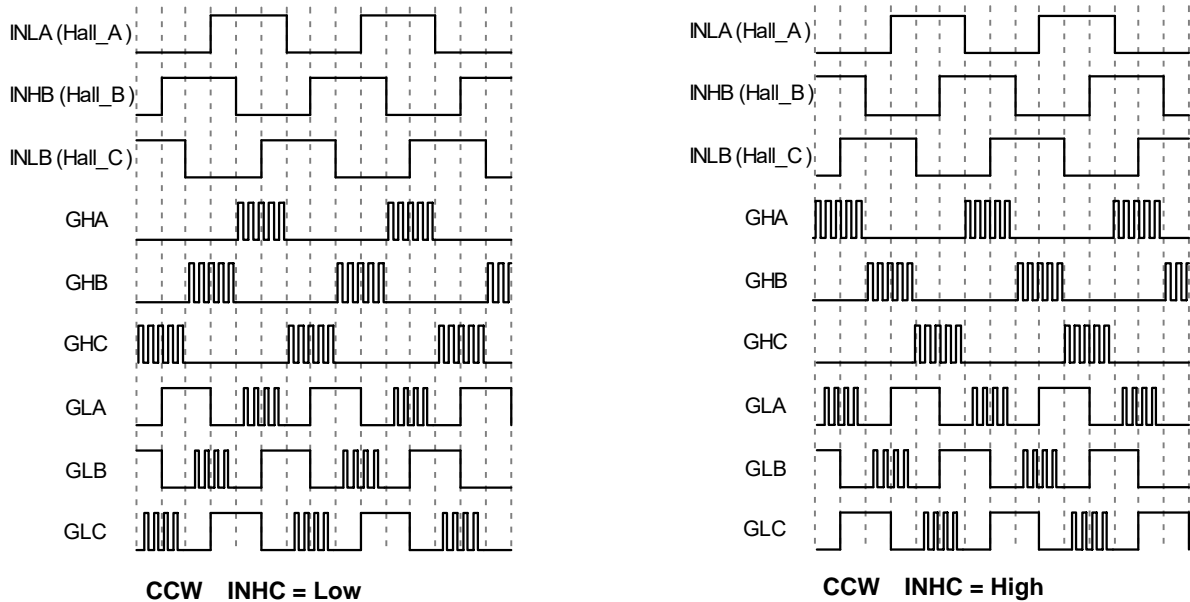 INLA (Hall_A)
INHB (Hall_B)
INLB (Hall_C)
GHA
GHB
GHC
GLA
GLB
GLC
CCW INHC = Low
INLA (Hall_A)
INHB (Hall_B)
INLB (Hall_C)
GHA
GHB
GHC
GLA
GLB
GLC
CCW INHC = High